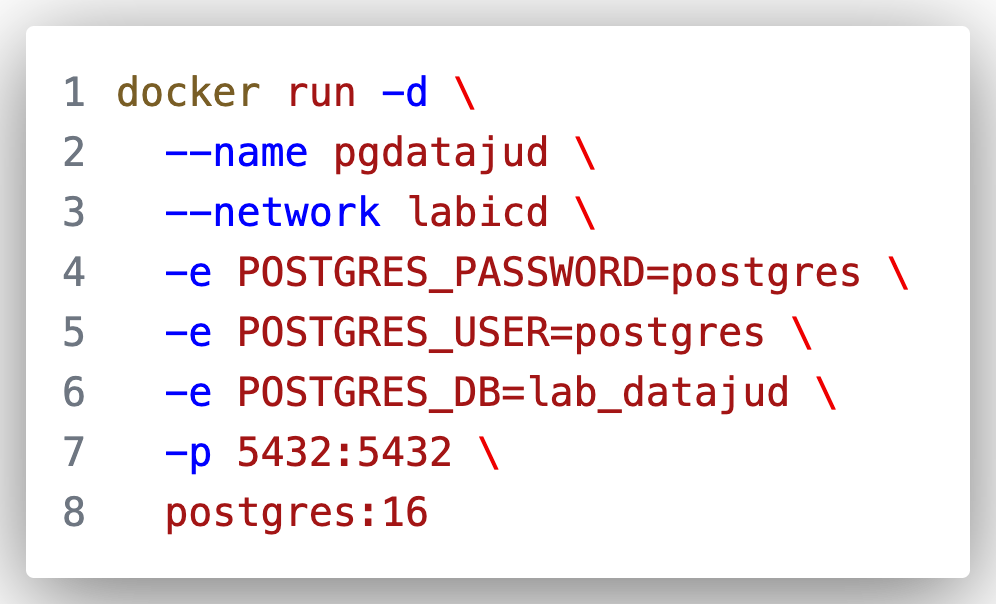 1 docker run -d \
2   --name pgdatajud \
3   --network labicd \
4   -e POSTGRES_PASSWORD=postgres \
5   -e POSTGRES_USER=postgres \
6   -e POSTGRES_DB=lab_datajud \
7   -p 5432:5432 \
8   postgres:16